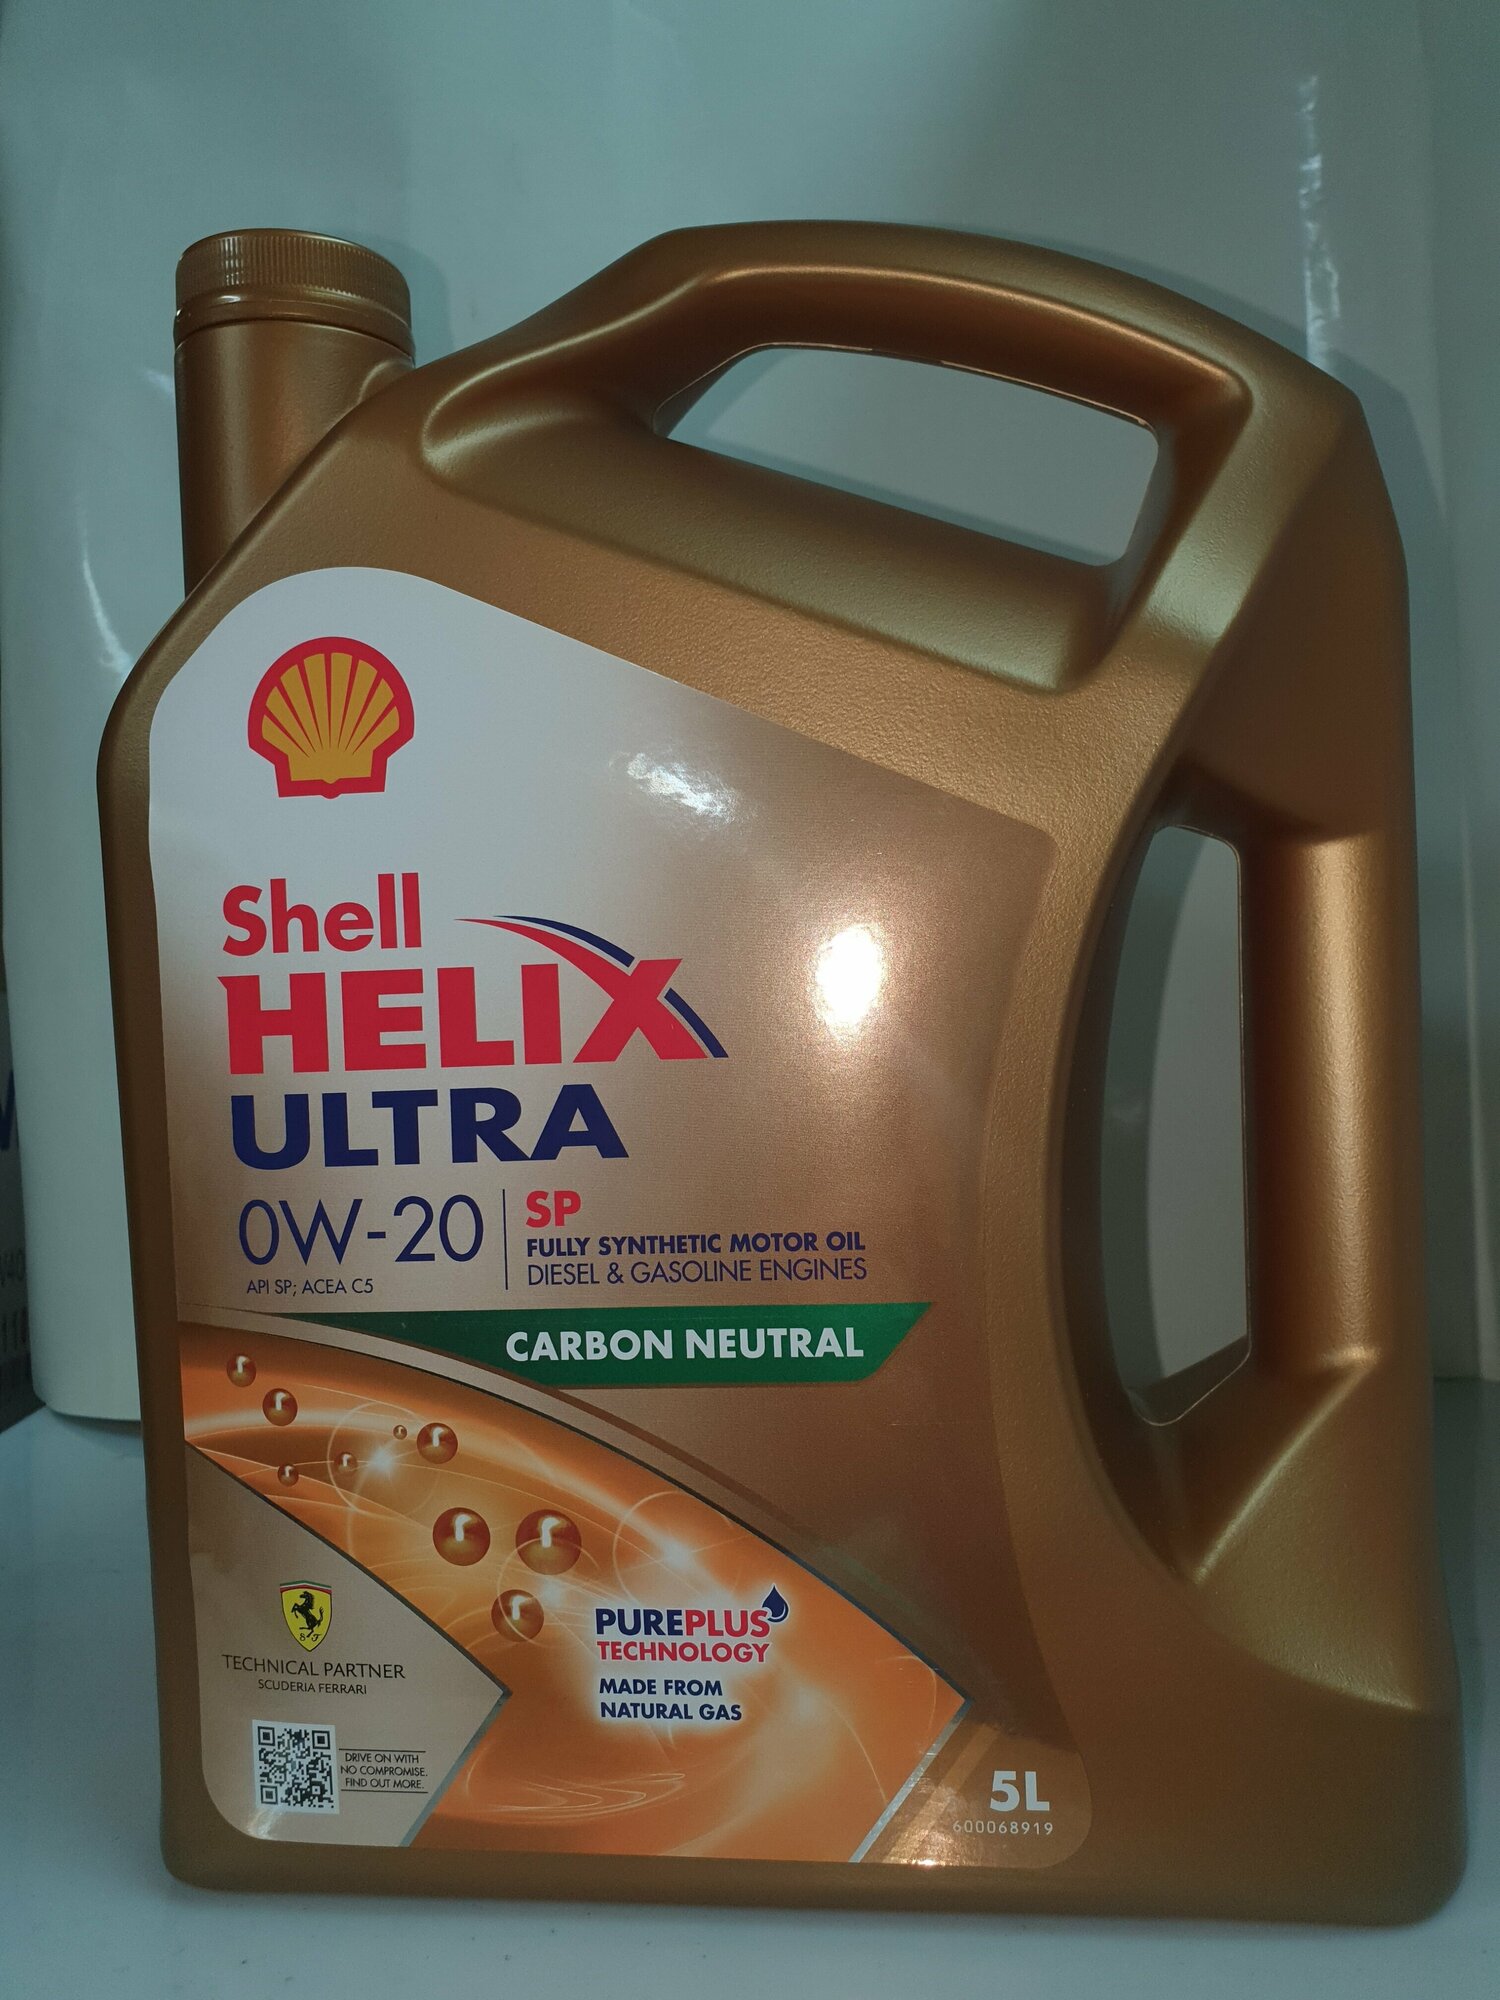 Shell
HELIX
ULTRA
0W-20
API SP; ACEA C5
SP
FULLY SYNTHETIC MOTOR OIL
DIESEL & GASOLINE ENGINES
CARBON NEUTRAL
PUREPLUS
TECHNOLOGY
MADE FROM
NATURAL GAS
TECHNICAL PARTNER
SCUDERIA FERRARI
DRIVE ON WITH
NO COMPROMISE.
FIND OUT MORE.
5L
600068919